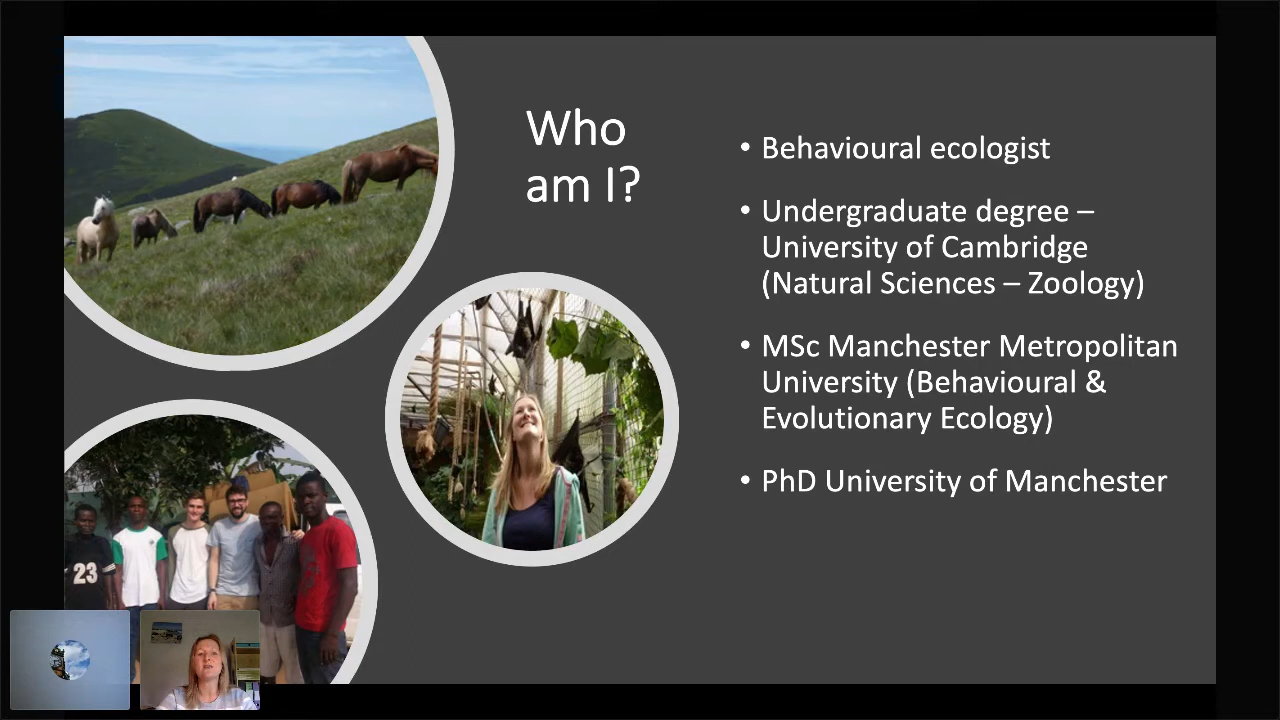 Who
am I?
• Behavioural ecologist
• Undergraduate degree –
University of Cambridge
(Natural Sciences – Zoology)
• MSc Manchester Metropolitan
University (Behavioural &
Evolutionary Ecology)
• PhD University of Manchester
23